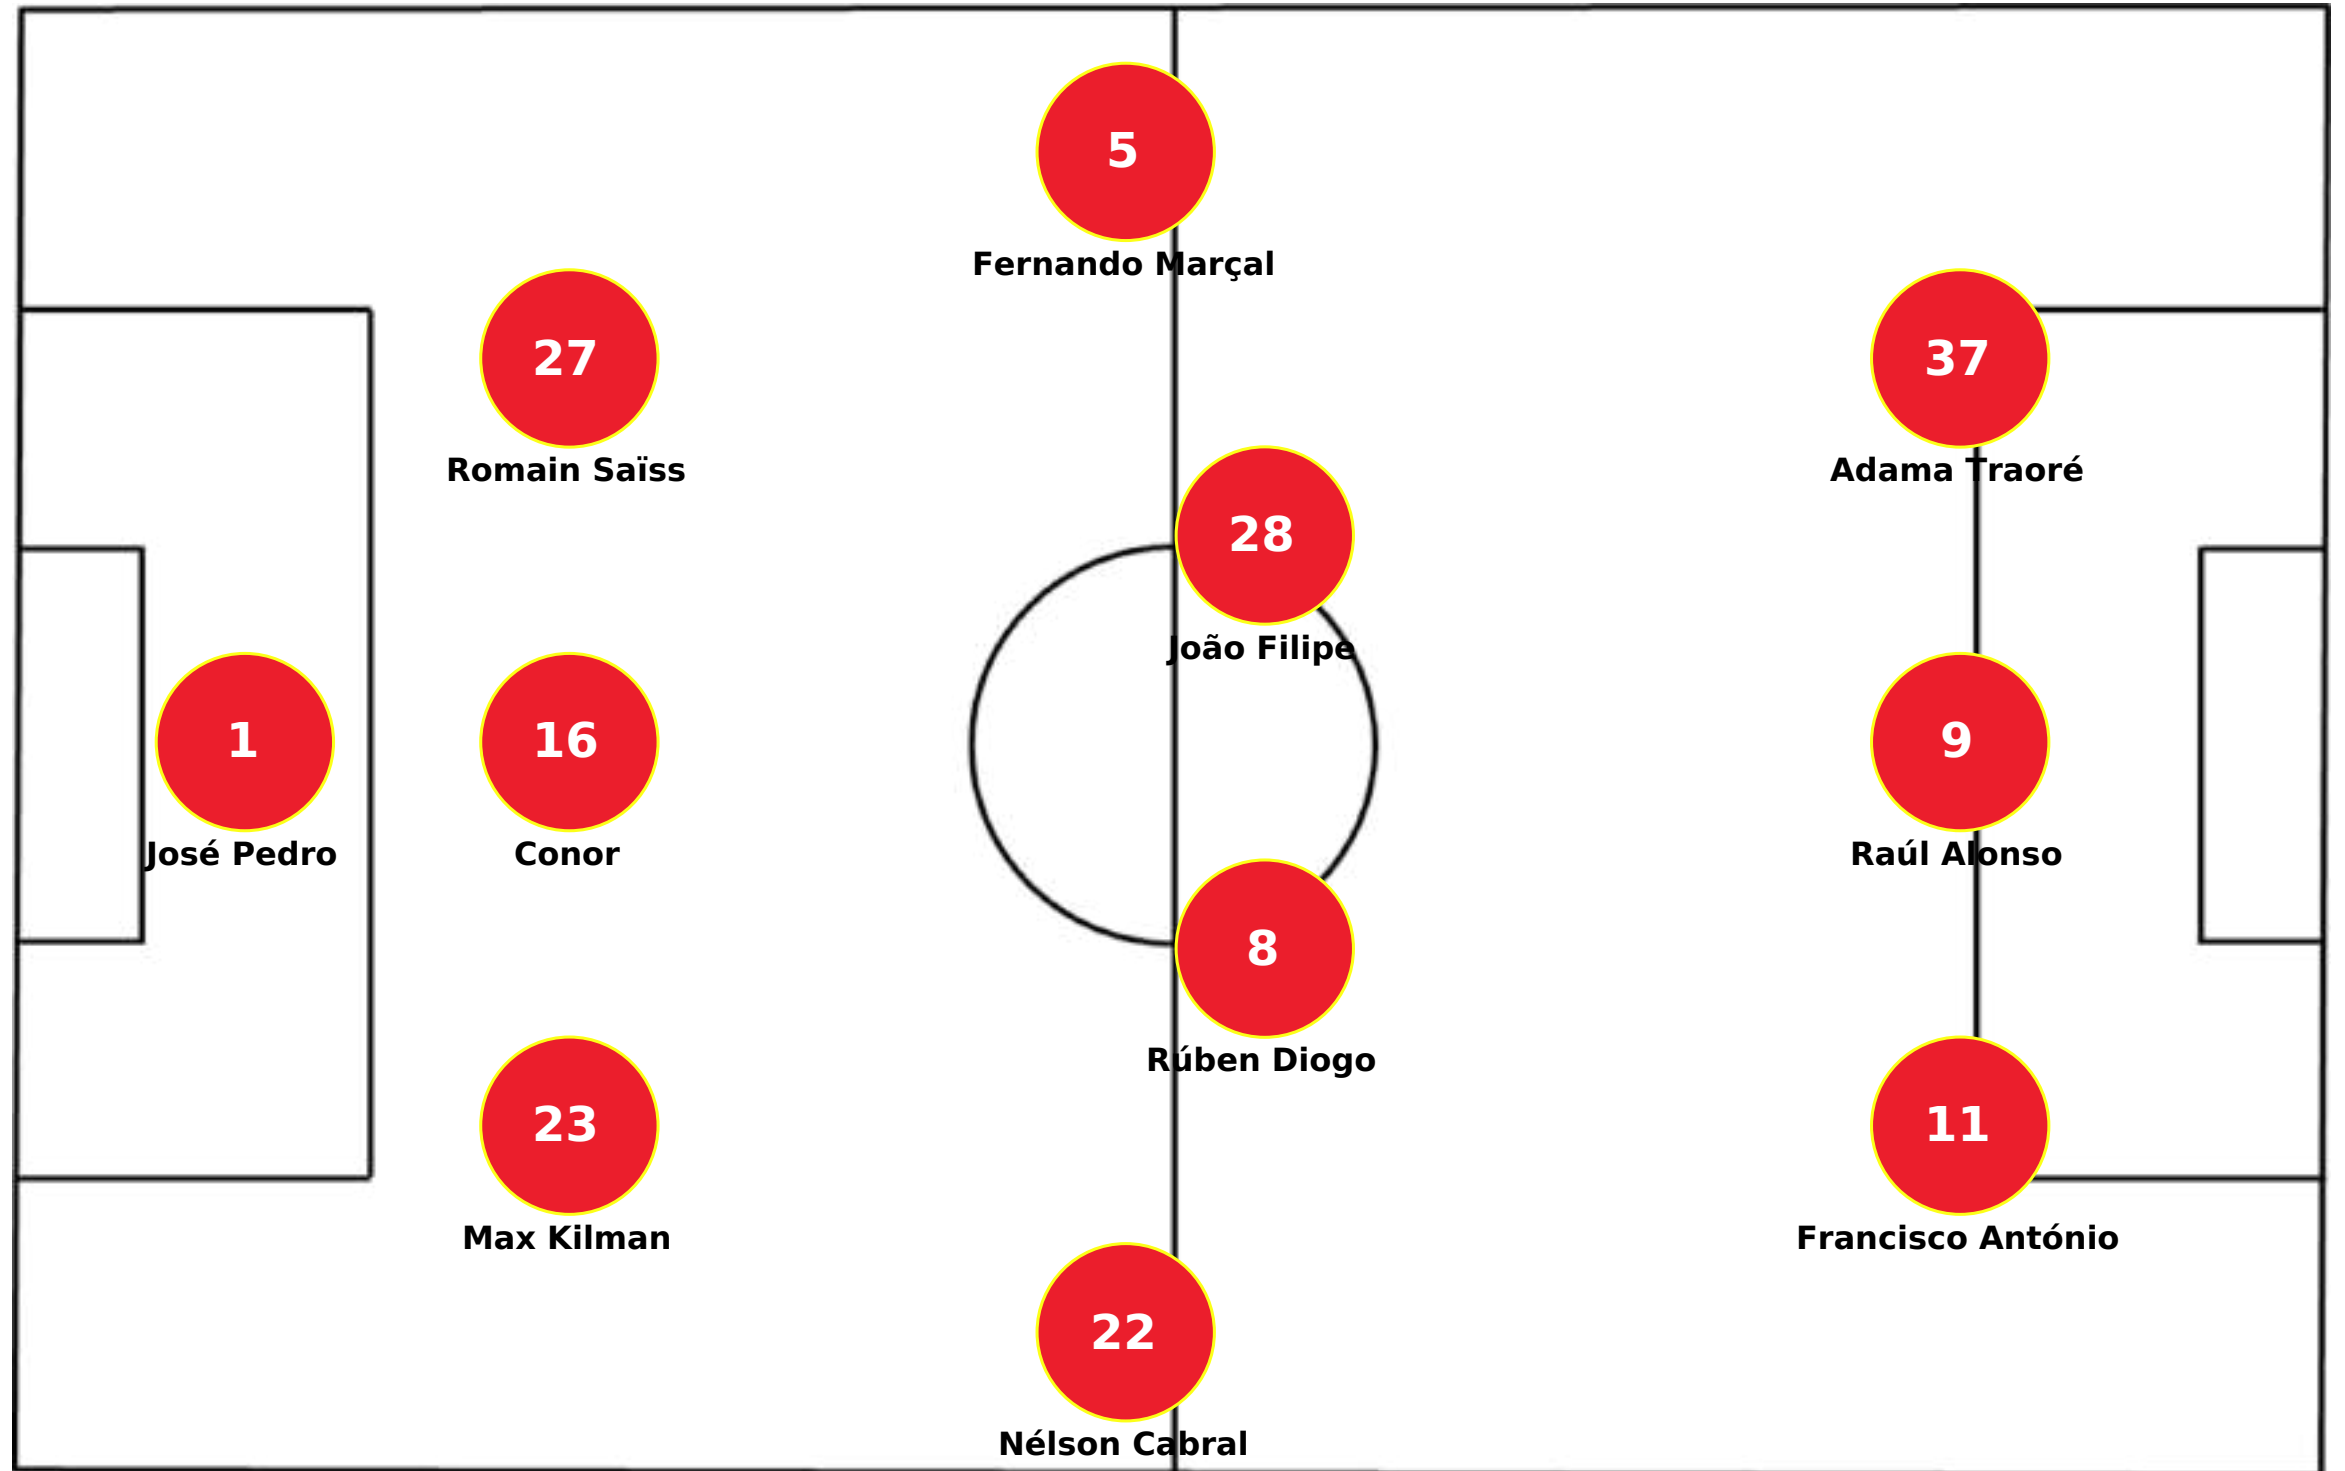 5
Fernando Marçal
27
Romain Saïss
37
Adama Traoré
28
João Filipe
1
José Pedro
16
Conor
9
Raúl Alonso
8
Rúben Diogo
23
Max Kilman
11
Francisco António
22
Nélson Cabral